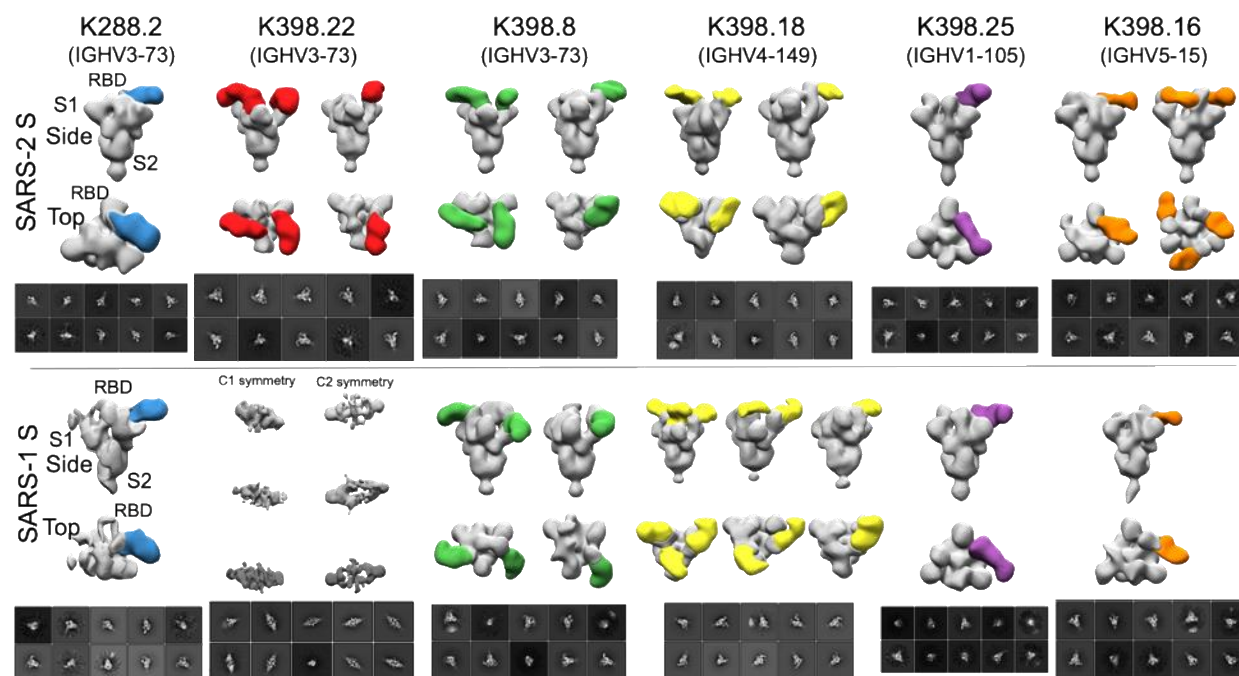 K288.2
(IGHV3-73)
K398.22
(IGHV3-73)
K398.8
(IGHV3-73)
K398.18
(IGHV4-149)
K398.25
(IGHV1-105)
K398.16
(IGHV5-15)
SARS-2 S
RBD
S1
Side
S2
RBD
Top
SARS-1 S
RBD
S1
Side
S2
RBD
Top
C1 symmetry
C2 symmetry